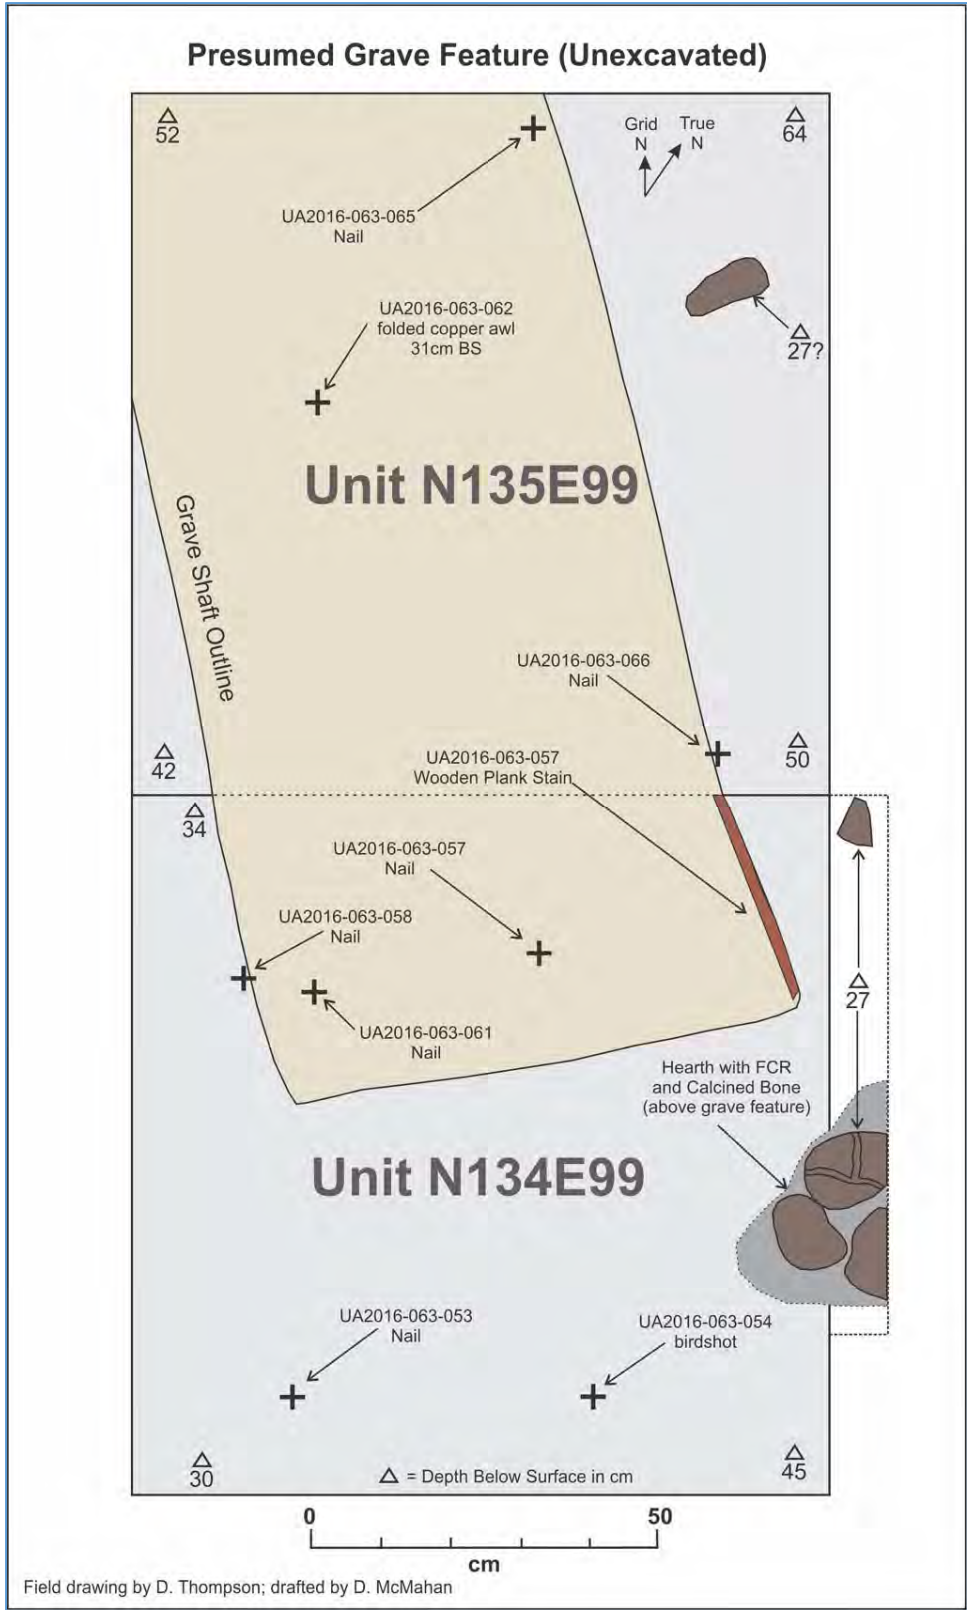 Presumed Grave Feature (Unexcavated)
52
Grid
N
True
N
64
UA2016-063-065
Nail
UA2016-063-062
folded copper awl
31cm BS
27?
Unit N135E99
Grave Shaft Outline
UA2016-063-066
Nail
42
UA2016-063-057
Wooden Plank Stain
50
34
UA2016-063-057
Nail
UA2016-063-058
Nail
27
UA2016-063-061
Nail
Hearth with FCR
and Calcined Bone
(above grave feature)
Unit N134E99
UA2016-063-053
Nail
UA2016-063-054
birdshot
30
△ = Depth Below Surface in cm
45
0 50
cm
Field drawing by D. Thompson; drafted by D. McMahan